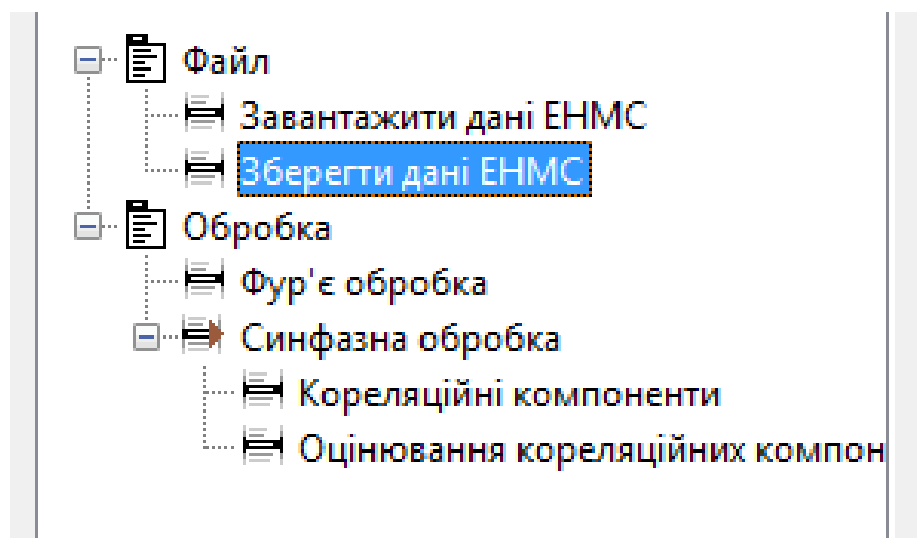 Файл
Завантажити дані ЕНМС
Зберегти дані ЕНМС
Обробка
Фур'є обробка
Синфазна обробка
Кореляційні компоненти
Оцінювання кореляційних компон